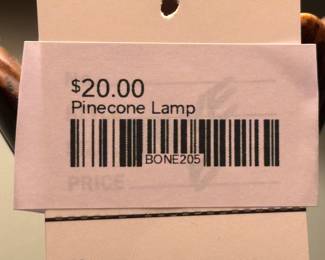 $20.00
Pinecone Lamp
BONE205
PRICE